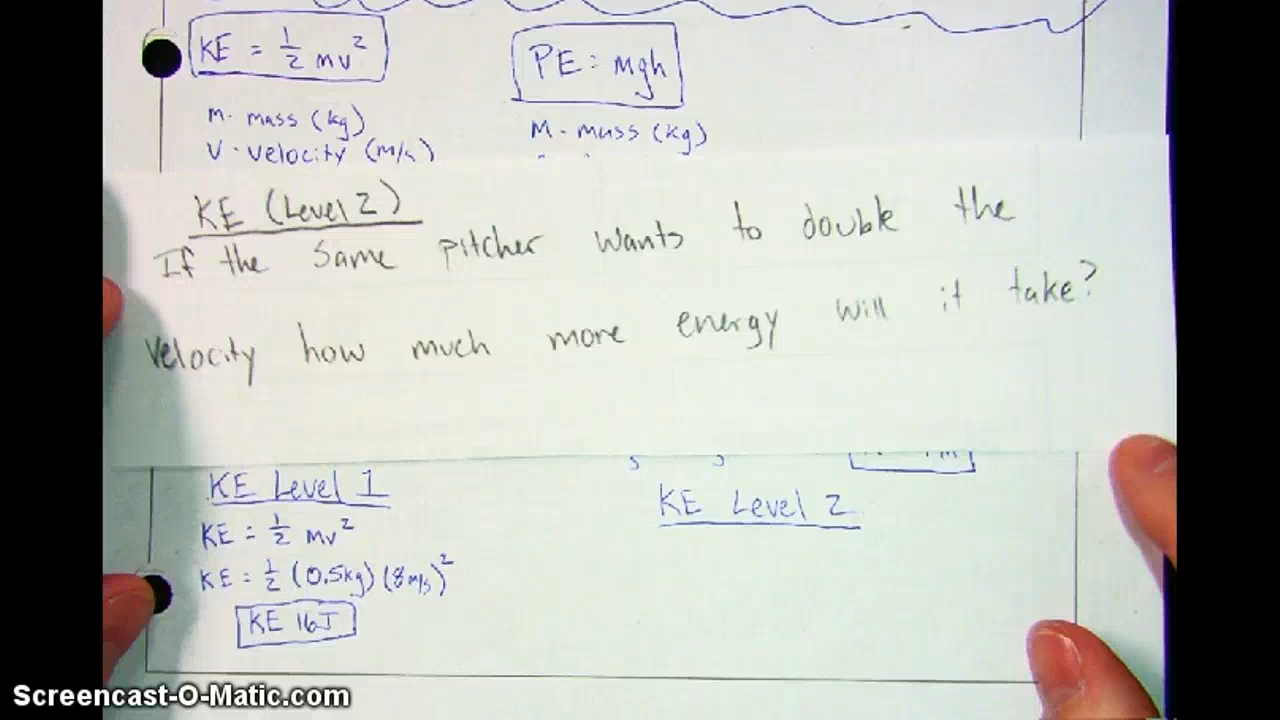 KE = 1/2 mv²
PE = mgh
m - mass (kg)
V - velocity (m/s)
M - mass (kg)
KE (Level 2)
If the same pitcher wants to double the
velocity how much more energy will it take?
KE Level 1
KE = 1/2 mv²
KE = 1/2 (0.5kg) (8m/s)²
KE 16J
KE Level 2
Screencast-O-Matic.com